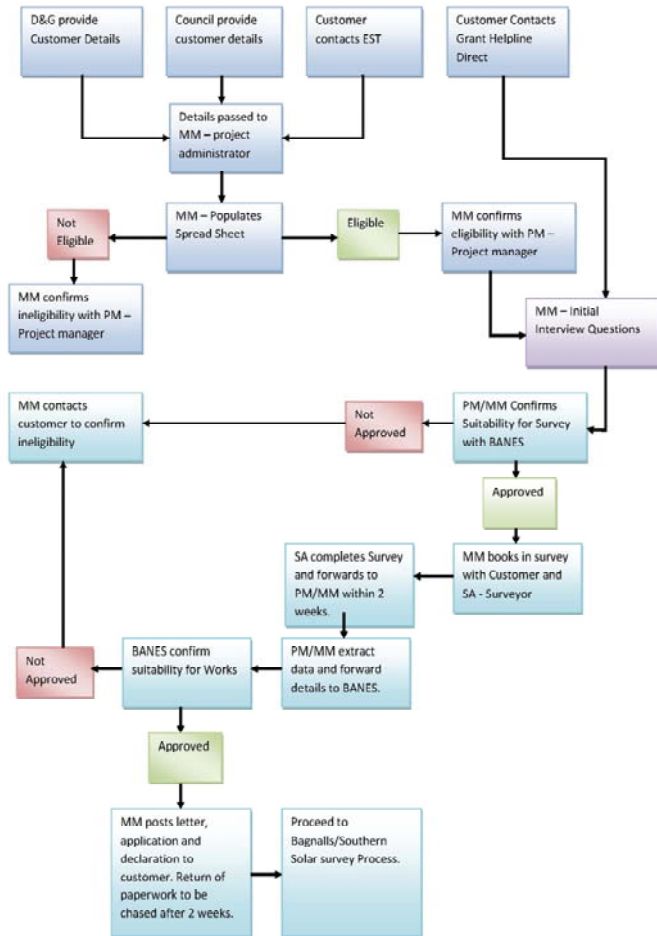 D&G provide
Customer Details
Council provide
customer details
Customer
contacts EST
Customer Contacts
Grant Helpline
Direct
Details passed to
MM – project
administrator
Not
Eligible
MM – Populates
Spread Sheet
Eligible
MM confirms
eligibility with PM –
Project manager
MM confirms
ineligibility with PM –
Project manager
MM – Initial
Interview Questions
MM contacts
customer to confirm
ineligibility
Not
Approved
PM/MM Confirms
Suitability for Survey
with BANES
Approved
SA completes Survey
and forwards to
PM/MM within 2
weeks.
MM books in survey
with Customer and
SA - Surveyor
Not
Approved
BANES confirm
suitability for Works
PM/MM extract
data and forward
details to BANES.
Approved
MM posts letter,
application and
declaration to
customer. Return of
paperwork to be
chased after 2 weeks.
Proceed to
Bagnalls/Southern
Solar survey Process.